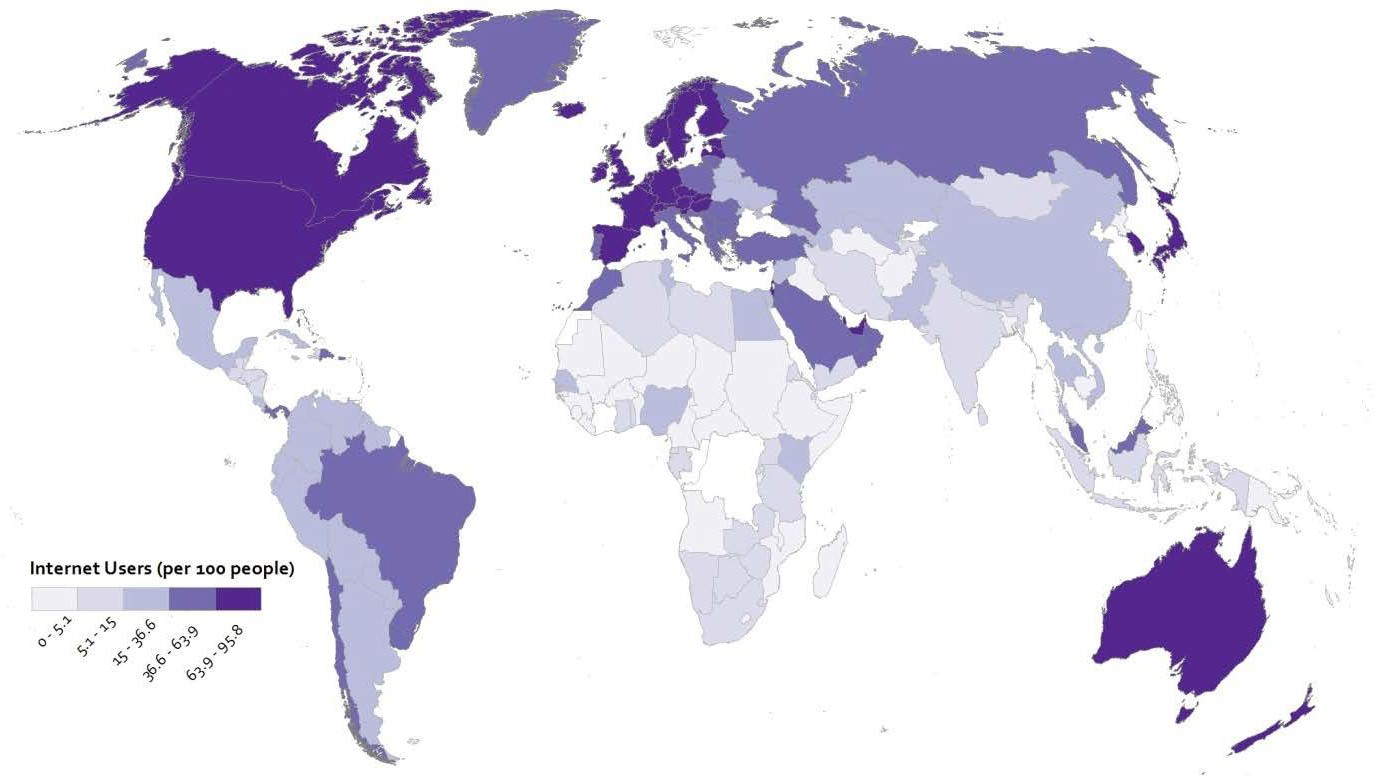 Internet Users (per 100 people)
0 - 5.1
5.1 - 15
15 - 36.6
36.6 - 63.9
63.9 - 95.8